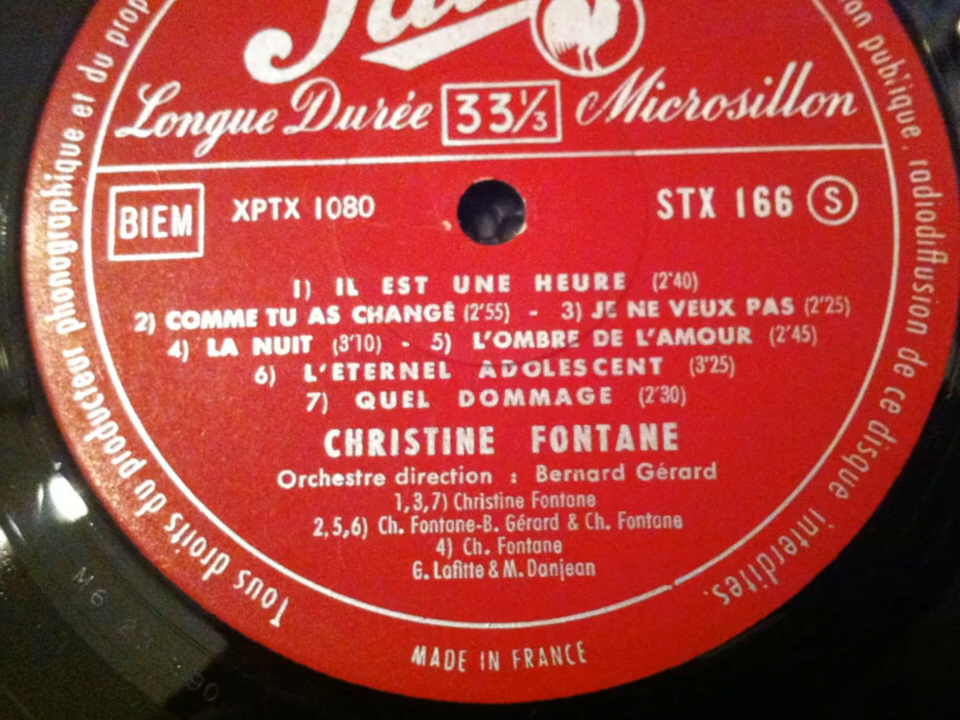 Longue Durée 33⅓ Microsillon
BIEM XPTX 1080 STX 166 S
1) IL EST UNE HEURE (2'40)
2) COMME TU AS CHANGÉ (2'55) - 3) JE NE VEUX PAS (2'25)
4) LA NUIT (3'10) - 5) L'OMBRE DE L'AMOUR (2'45)
6) L'ETERNEL ADOLESCENT (3'25)
7) QUEL DOMMAGE (2'30)
CHRISTINE FONTANE
Orchestre direction : Bernard Gérard
1,3,7) Christine Fontane
2,5,6) Ch. Fontane-B. Gérard & Ch. Fontane
4) Ch. Fontane
G. Lafitte & M. Danjean
Tous droits du producteur phonographique et du
publique, radiodiffusion de ce disque interdites.
MADE IN FRANCE